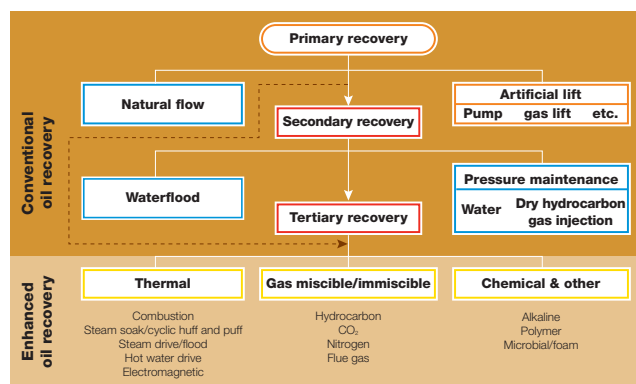 Primary recovery
Conventional
oil recovery
Natural flow
Artificial lift
Pump gas lift etc.
Secondary recovery
Waterflood
Pressure maintenance
Water
Dry hydrocarbon
gas injection
Tertiary recovery
Enhanced
oil recovery
Thermal
Combustion
Steam soak/cyclic huff and puff
Steam drive/flood
Hot water drive
Electromagnetic
Gas miscible/immiscible
Hydrocarbon
CO₂
Nitrogen
Flue gas
Chemical & other
Alkaline
Polymer
Microbial/foam